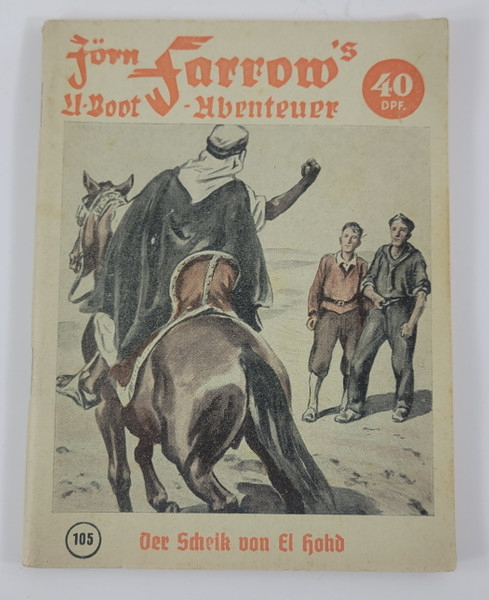 Jörn Farrow's
U-Boot-Abenteuer
40
DPF.
105
Der Scheik von El Hohd